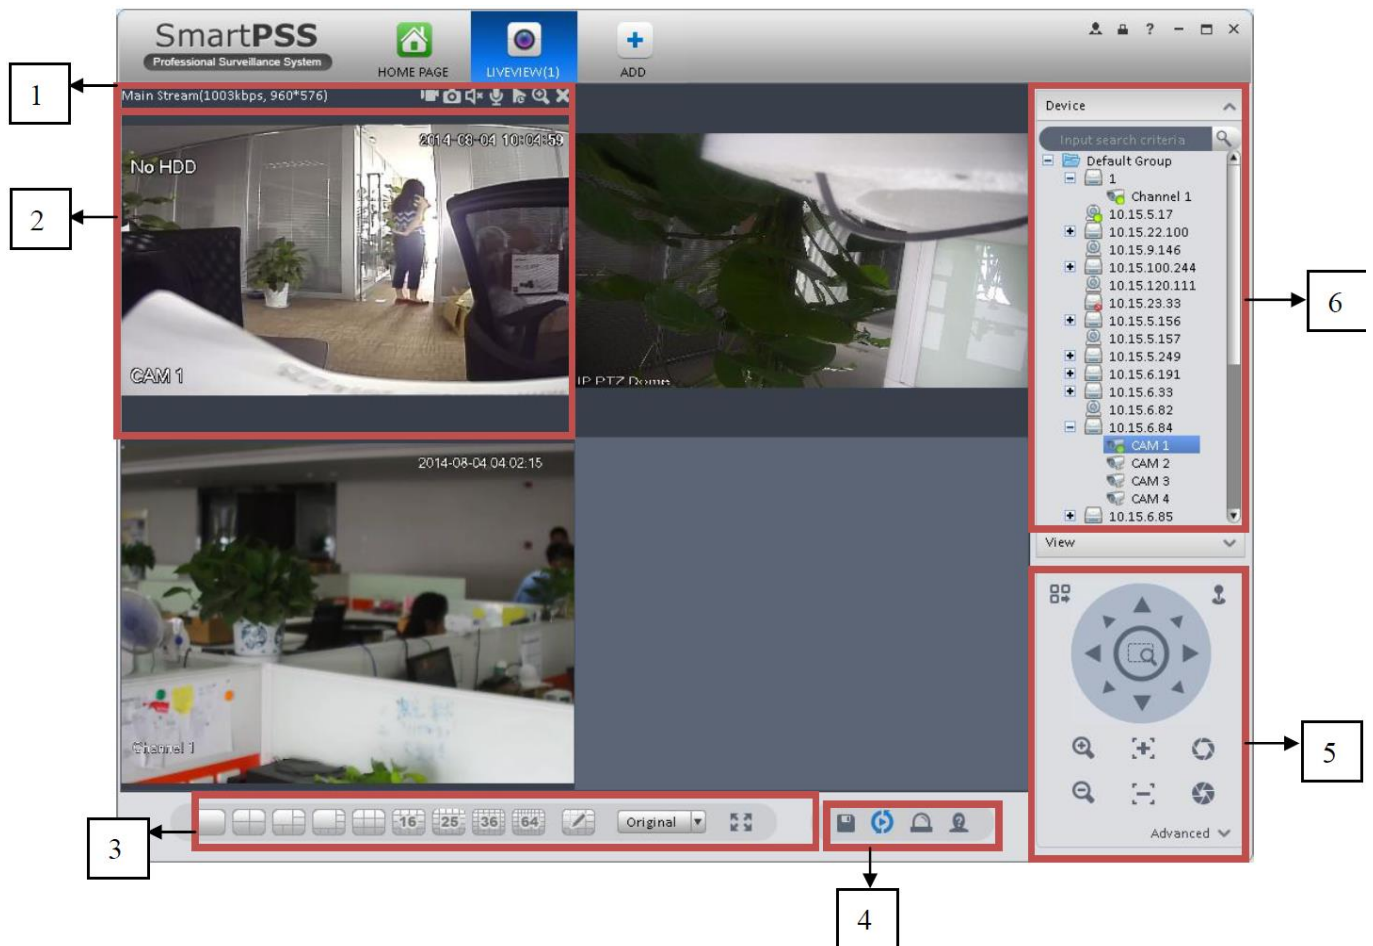 SmartPSS
Professional Surveillance System
HOME PAGE
LIVEVIEW(1)
ADD
1
Main Stream(1003kbps, 960*576)
2014-08-04 10:04:59
No HDD
CAM 1
2
IP PTZ Dome
2014-08-04 04:02:15
Channel 1
Device
Input search criteria
Default Group
1
Channel 1
10.15.5.17
10.15.22.100
10.15.9.146
10.15.100.244
10.15.120.111
10.15.23.33
10.15.5.156
10.15.5.157
10.15.5.249
10.15.6.191
10.15.6.33
10.15.6.82
10.15.6.84
CAM 1
CAM 2
CAM 3
CAM 4
10.15.6.85
6
View
5
Advanced
3
16
25
36
64
Original
4